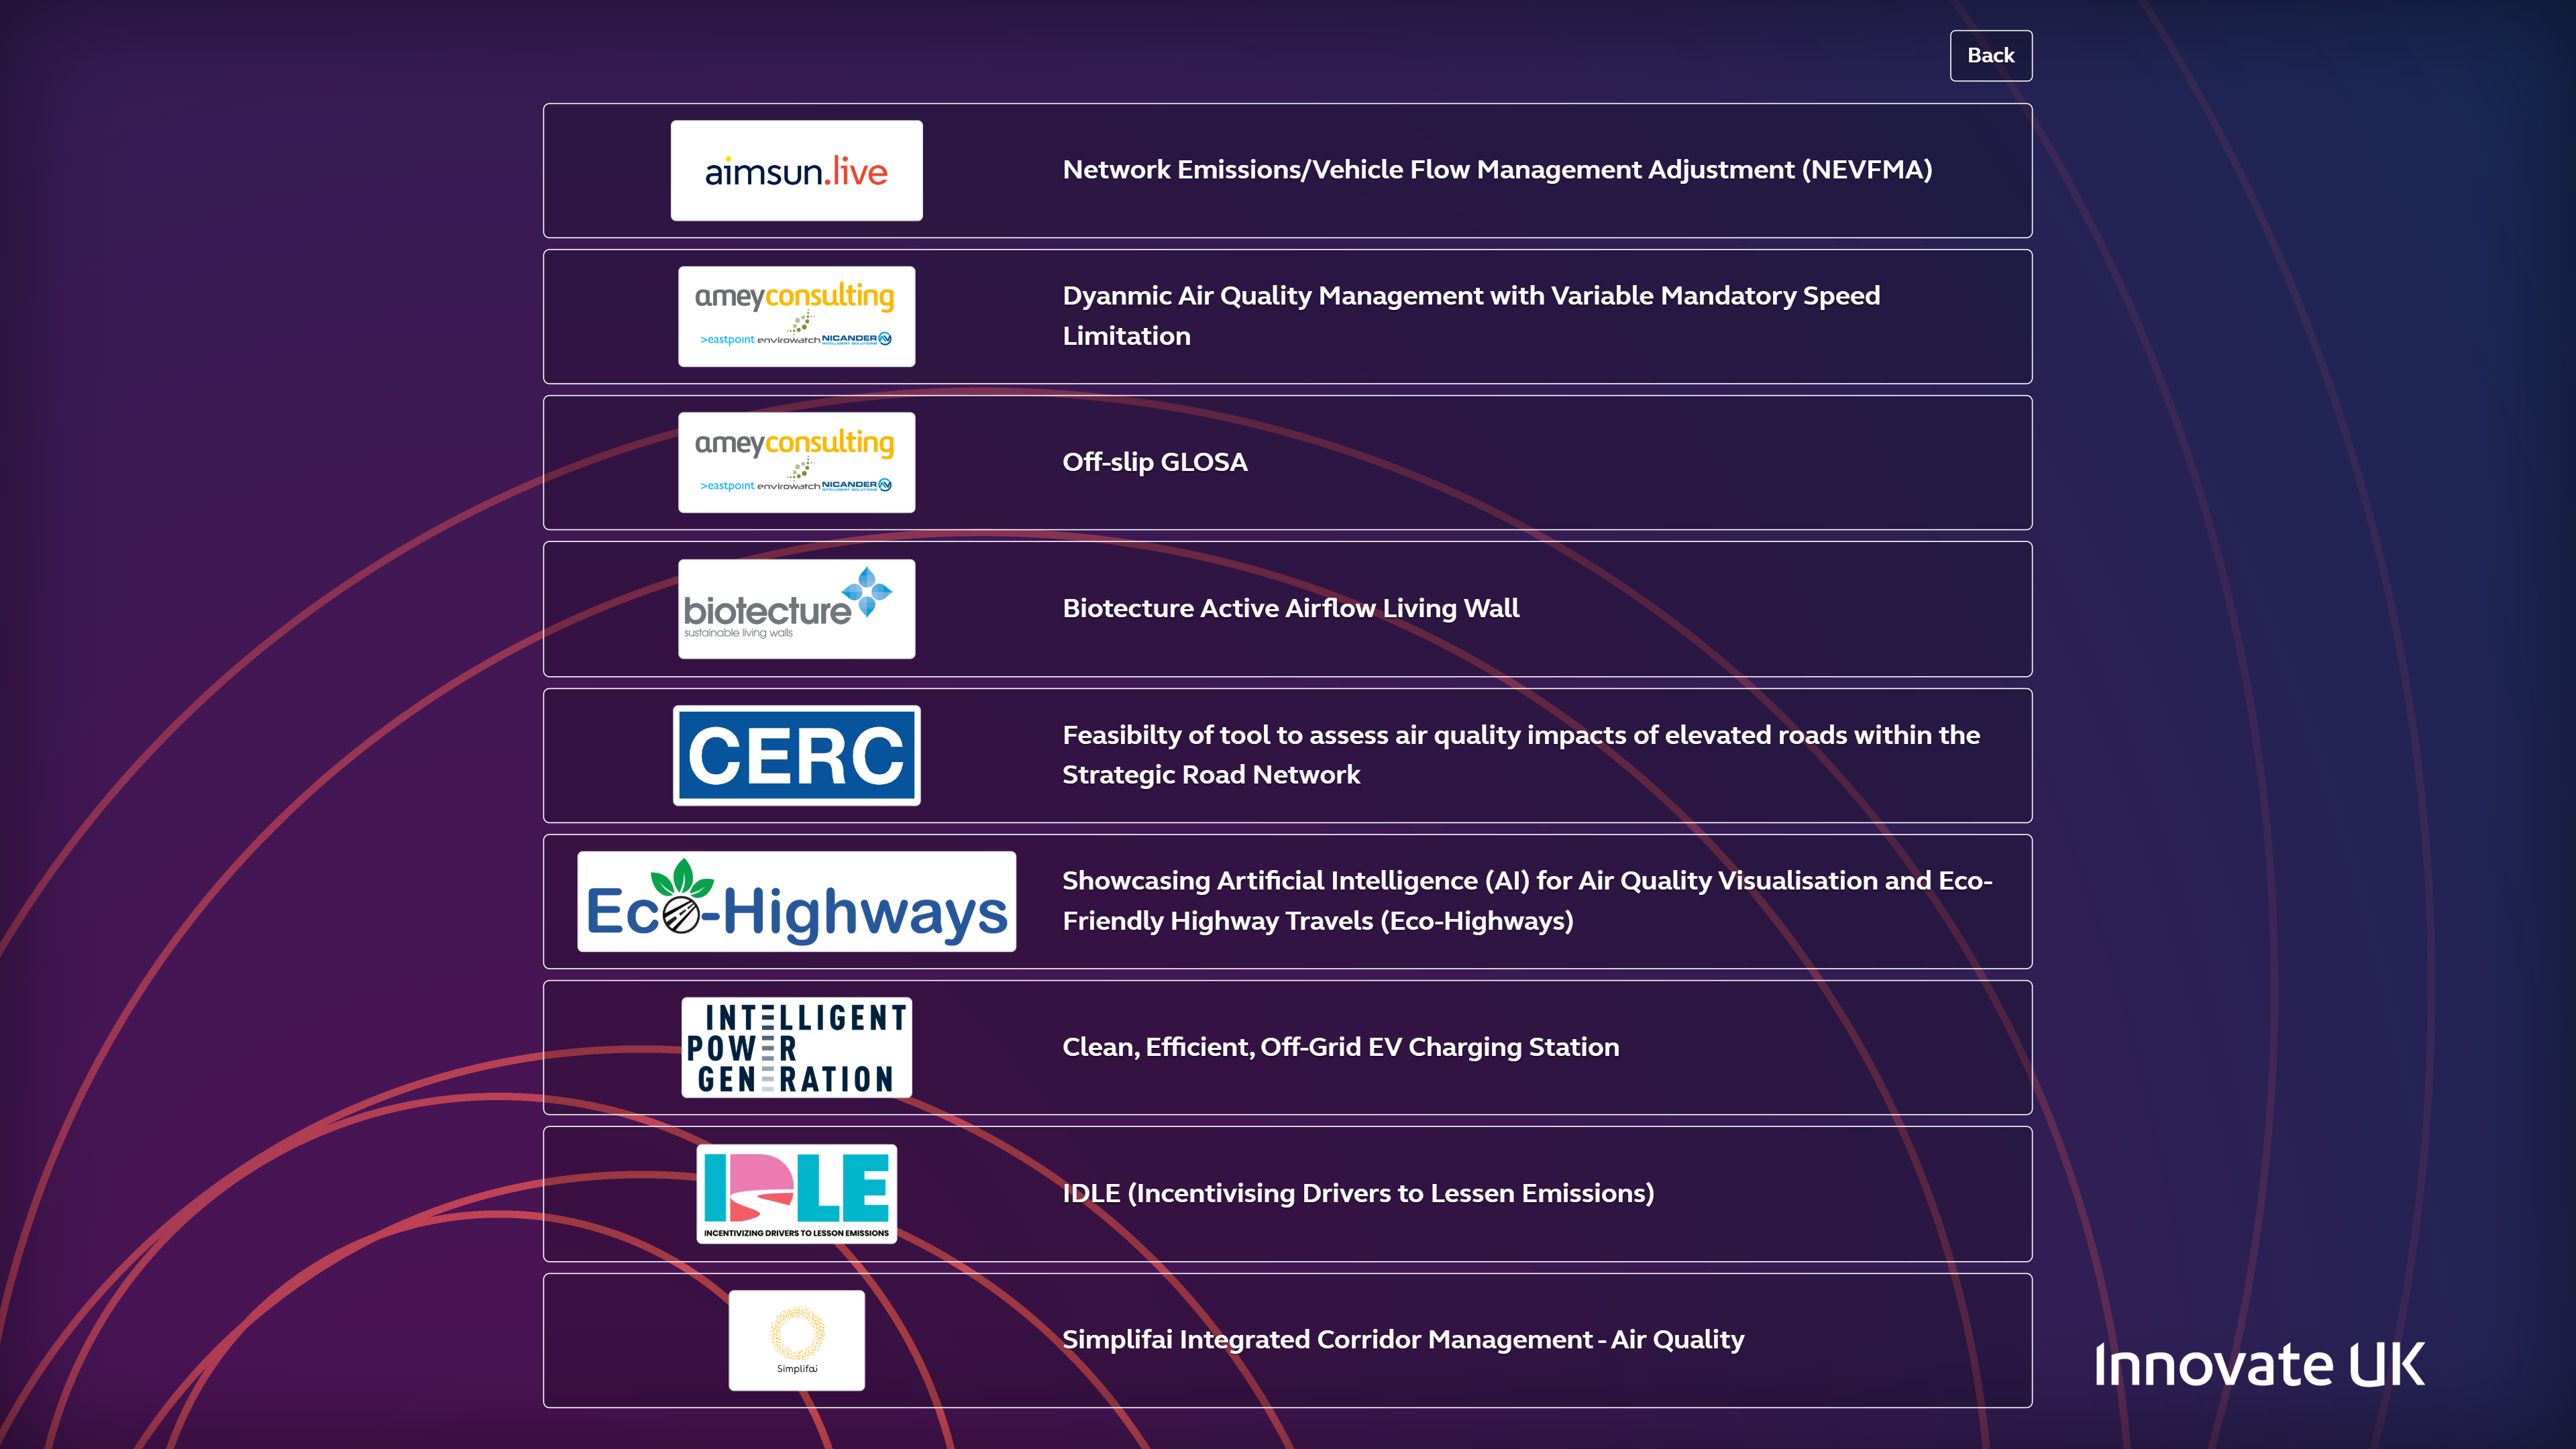 Back
aimsun.live
Network Emissions/Vehicle Flow Management Adjustment (NEVFMA)
ameyconsulting
>eastpoint envirowatch NICANDER
INTELLIGENT SOLUTIONS
Dyanmic Air Quality Management with Variable Mandatory Speed
Limitation
ameyconsulting
>eastpoint envirowatch NICANDER
INTELLIGENT SOLUTIONS
Off-slip GLOSA
biotecture
sustainable living walls
Biotecture Active Airflow Living Wall
CERC
Feasibilty of tool to assess air quality impacts of elevated roads within the
Strategic Road Network
Eco-Highways
Showcasing Artificial Intelligence (AI) for Air Quality Visualisation and Eco-
Friendly Highway Travels (Eco-Highways)
INTELLIGENT
POWER
GENERATION
Clean, Efficient, Off-Grid EV Charging Station
IDLE
INCENTIVIZING DRIVERS TO LESSON EMISSIONS
IDLE (Incentivising Drivers to Lessen Emissions)
Simplifai
Simplifai Integrated Corridor Management - Air Quality
Innovate UK